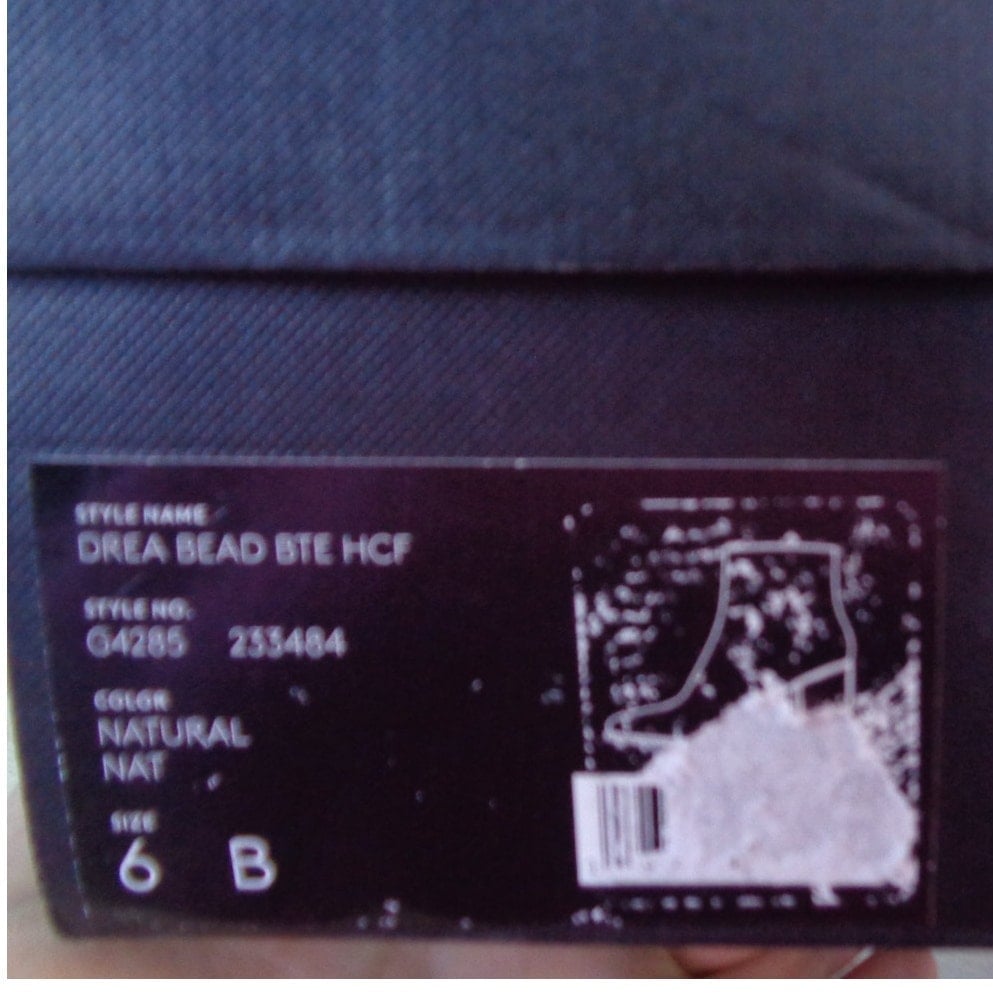 STYLE NAME
DREA BEAD BTE HCF
STYLE NO.
G4285 233484
COLOR
NATURAL
NAT
SIZE
6 B